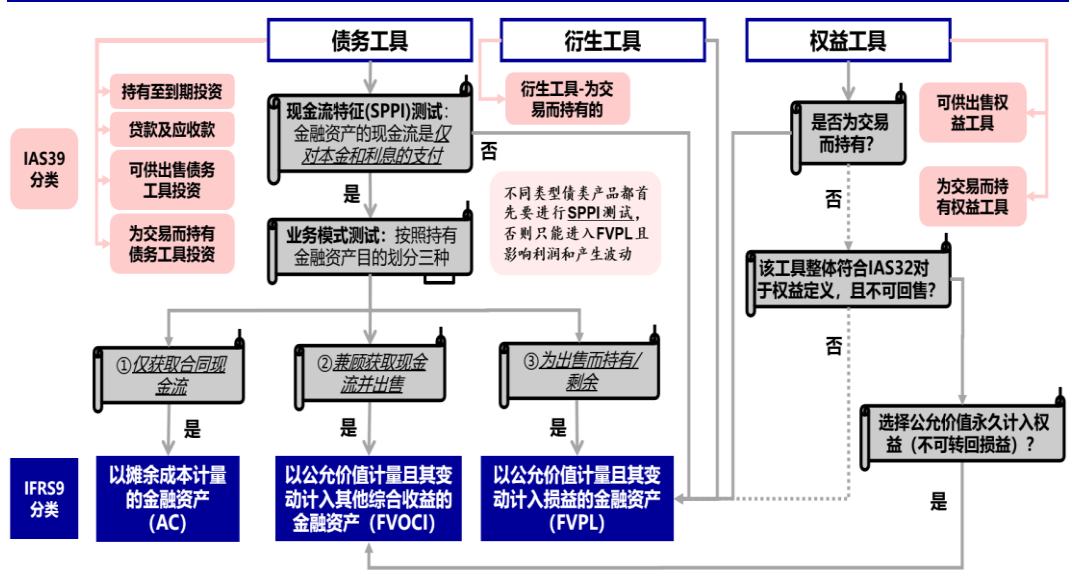 债务工具
衍生工具
权益工具
IAS39
分类
持有至到期投资
贷款及应收款
可供出售债务
工具投资
为交易而持有
债务工具投资
现金流特征(SPPI)测试：
金融资产的现金流是仅
对本金和利息的支付
否
是
业务模式测试：按照持有
金融资产目的划分三种
衍生工具-为交
易而持有的
不同类型债类产品都首
先要进行SPPI测试，
否则只能进入FVPL且
影响利润和产生波动
是否为交易
而持有？
可供出售权
益工具
为交易而持
有权益工具
否
该工具整体符合IAS32对
于权益定义，且不可回售？
否
①仅获取合同现
金流
②兼顾获取现金
流并出售
③为出售而持有/
剩余
是
是
是
选择公允价值永久计入权
益（不可转回损益）？
是
IFRS9
分类
以摊余成本计量
的金融资产
（AC）
以公允价值计量且其变
动计入其他综合收益的
金融资产（FVOCI）
以公允价值计量且其变
动计入损益的金融资产
（FVPL）